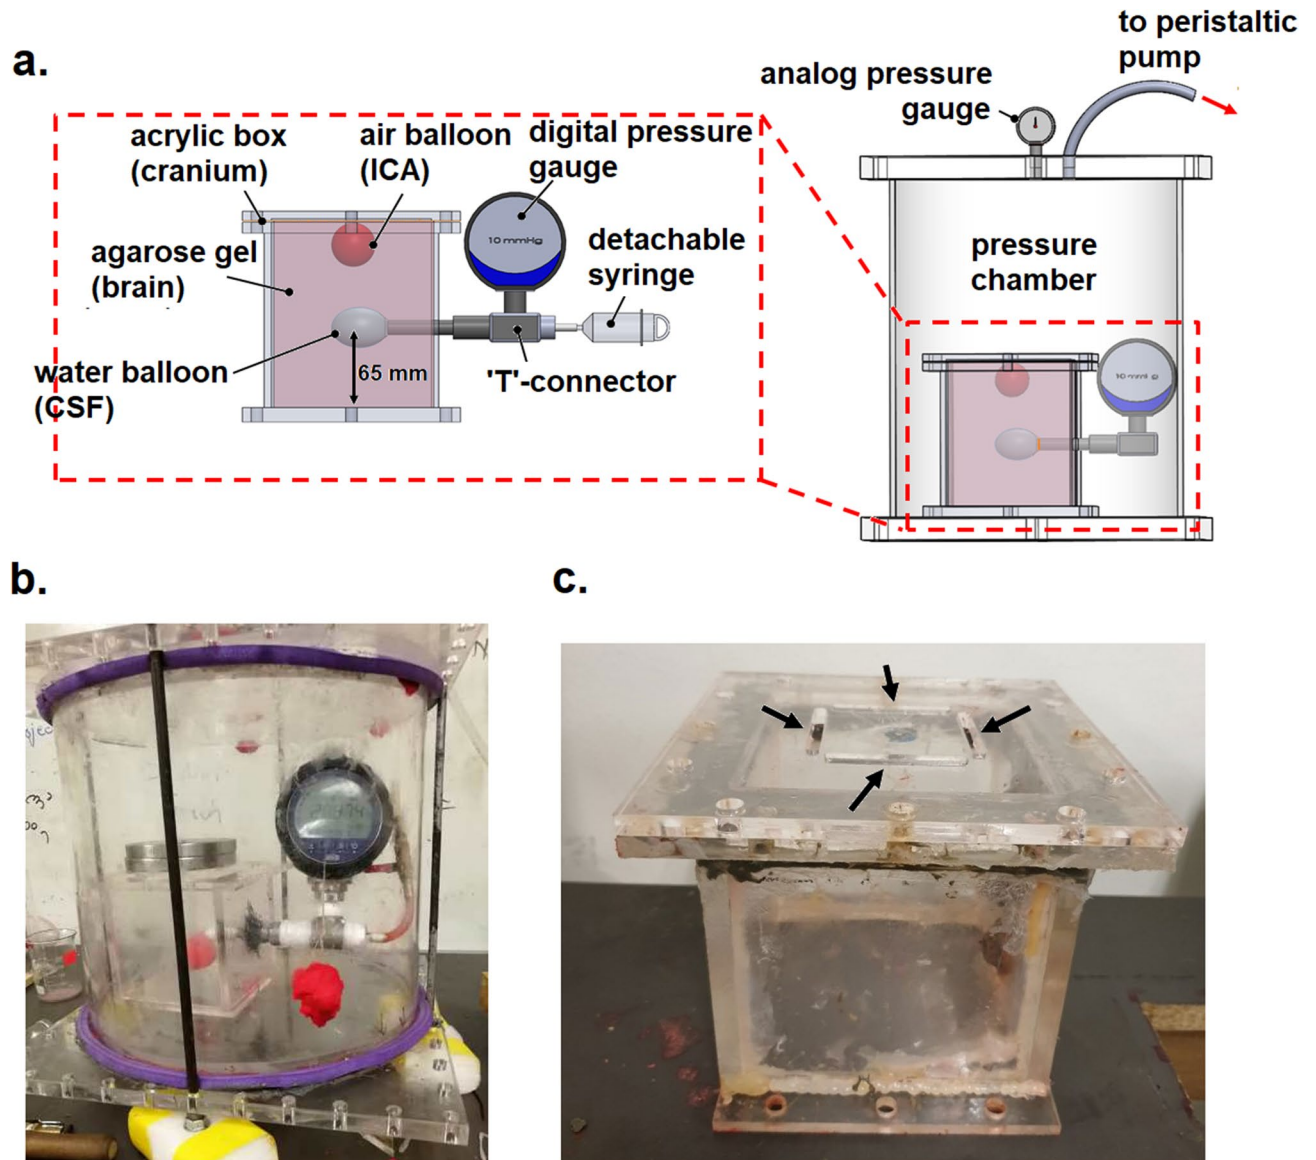 a.
to peristaltic
pump
analog pressure
gauge
acrylic box
(cranium)
air balloon
(ICA)
digital pressure
gauge
10 mmHg
agarose gel
(brain)
detachable
syringe
pressure
chamber
water balloon
(CSF)
65 mm
'T'-connector
b.
c.